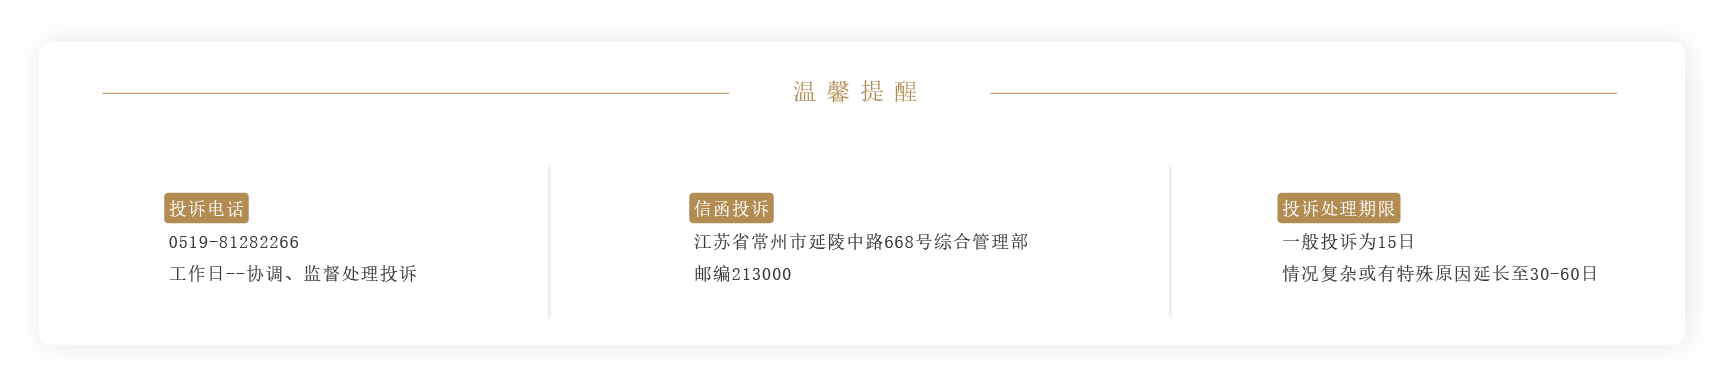 温馨提醒
投诉电话
0519-81282266
工作日--协调、监督处理投诉
信函投诉
江苏省常州市延陵中路668号综合管理部
邮编213000
投诉处理期限
一般投诉为15日
情况复杂或有特殊原因延长至30-60日